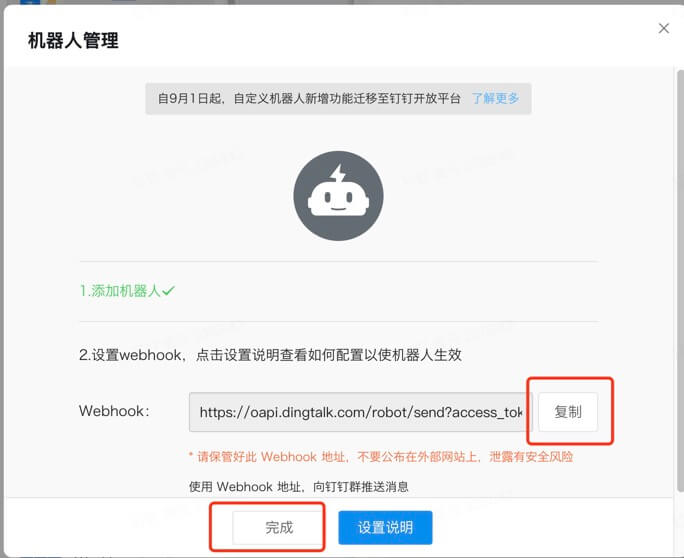 机器人管理
自9月1日起，自定义机器人新增功能迁移至钉钉开放平台 了解更多
1.添加机器人
2.设置webhook，点击设置说明查看如何配置以使机器人生效
Webhook： https://oapi.dingtalk.com/robot/send?access_tok 复制
* 请保管好此 Webhook 地址，不要公布在外部网站上，泄露有安全风险
使用 Webhook 地址，向钉钉群推送消息
完成 设置说明